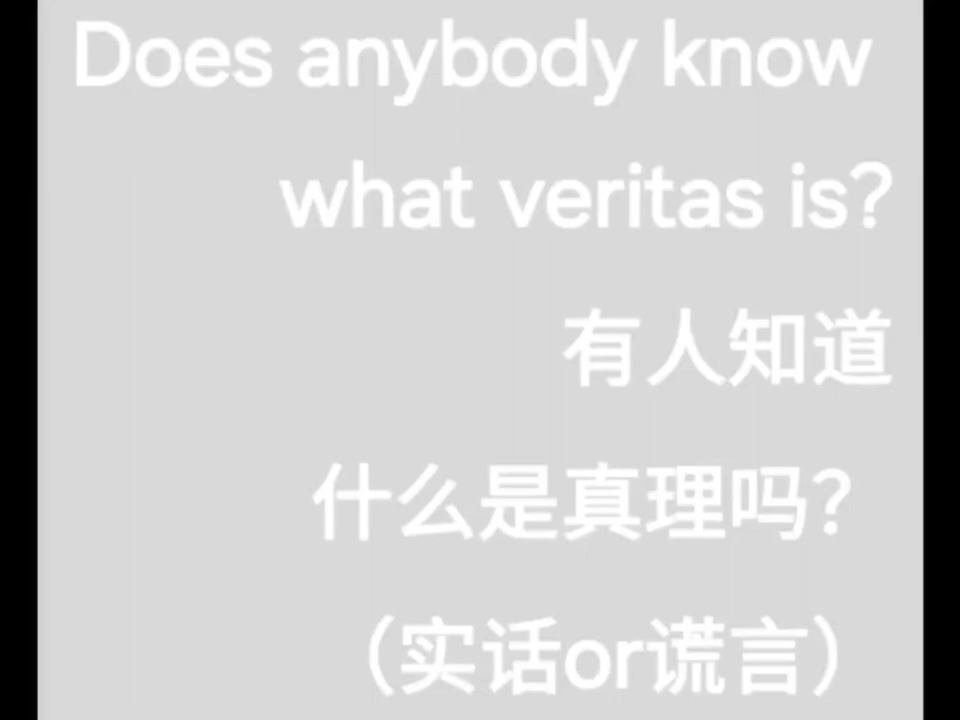 Does anybody know
what veritas is?
有人知道
什么是真理吗？
（实话or谎言）